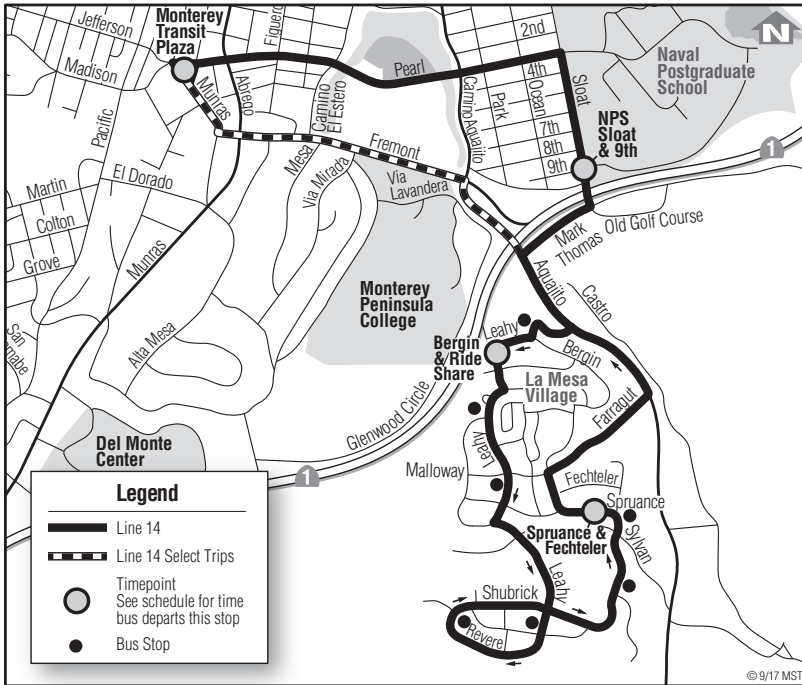 Monterey
Transit
Plaza
Jefferson
Madison
Figuero
2nd
N
Naval
Postgraduate
School
Pearl
4th
Ocean
Sloat
Munras
Abrego
Camino
El Estero
Camino Aguajito
Park
7th
8th
9th
NPS
Sloat
& 9th
1
Pacific
Mesa
Fremont
Via Mirada
Via
Lavandera
El Dorado
Martin
Colton
Grove
Munras
Mark
Thomas
Old Golf Course
Aguajito
Castro
Monterey
Peninsula
College
San
rnabe
Alta Mesa
Leahy
Bergin
& Ride
Share
Bergin
La Mesa
Village
Farragut
Glenwood Circle
Del Monte
Center
1
Leahy
Malloway
Fechteler
Spruance
Spruance &
Fechteler
Sylvan
Leahy
Shubrick
Revere
Legend
Line 14
Line 14 Select Trips
Timepoint
See schedule for time
bus departs this stop
Bus Stop
© 9/17 MST